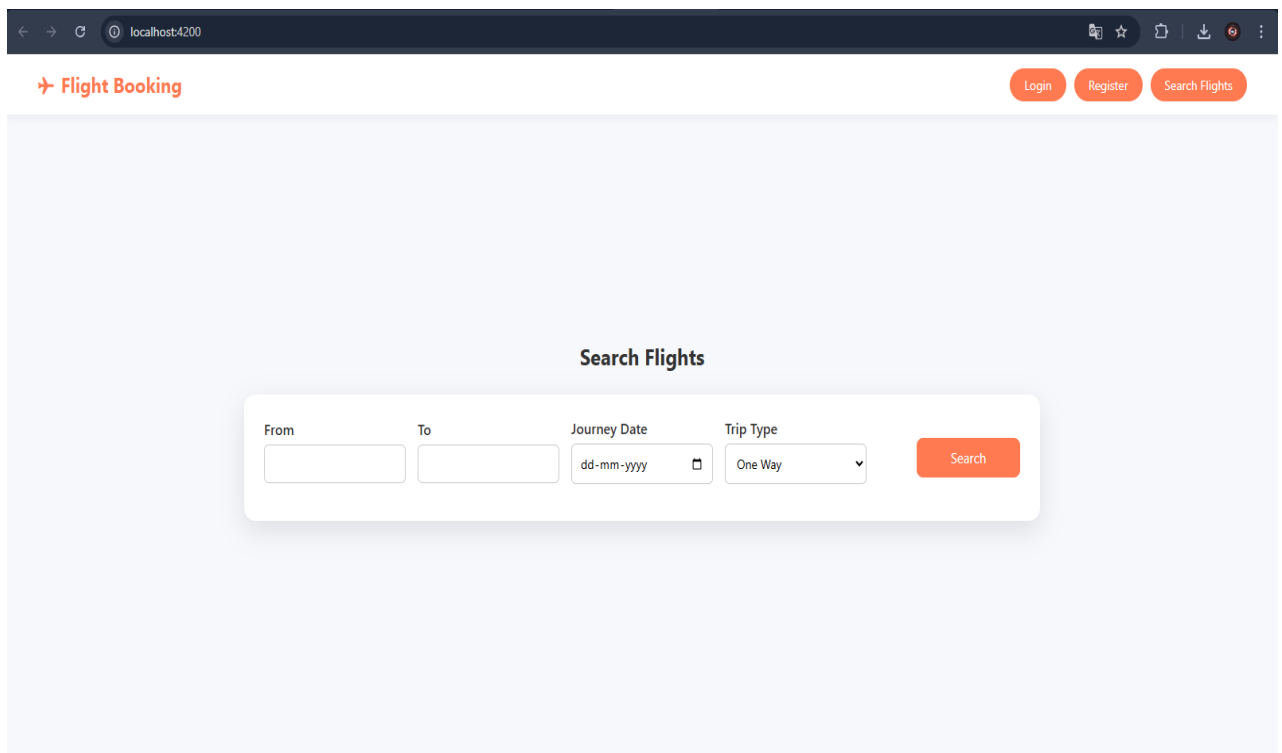 localhost:4200
Flight Booking
Login
Register
Search Flights
Search Flights
From
To
Journey Date
Trip Type
dd-mm-yyyy
One Way
Search